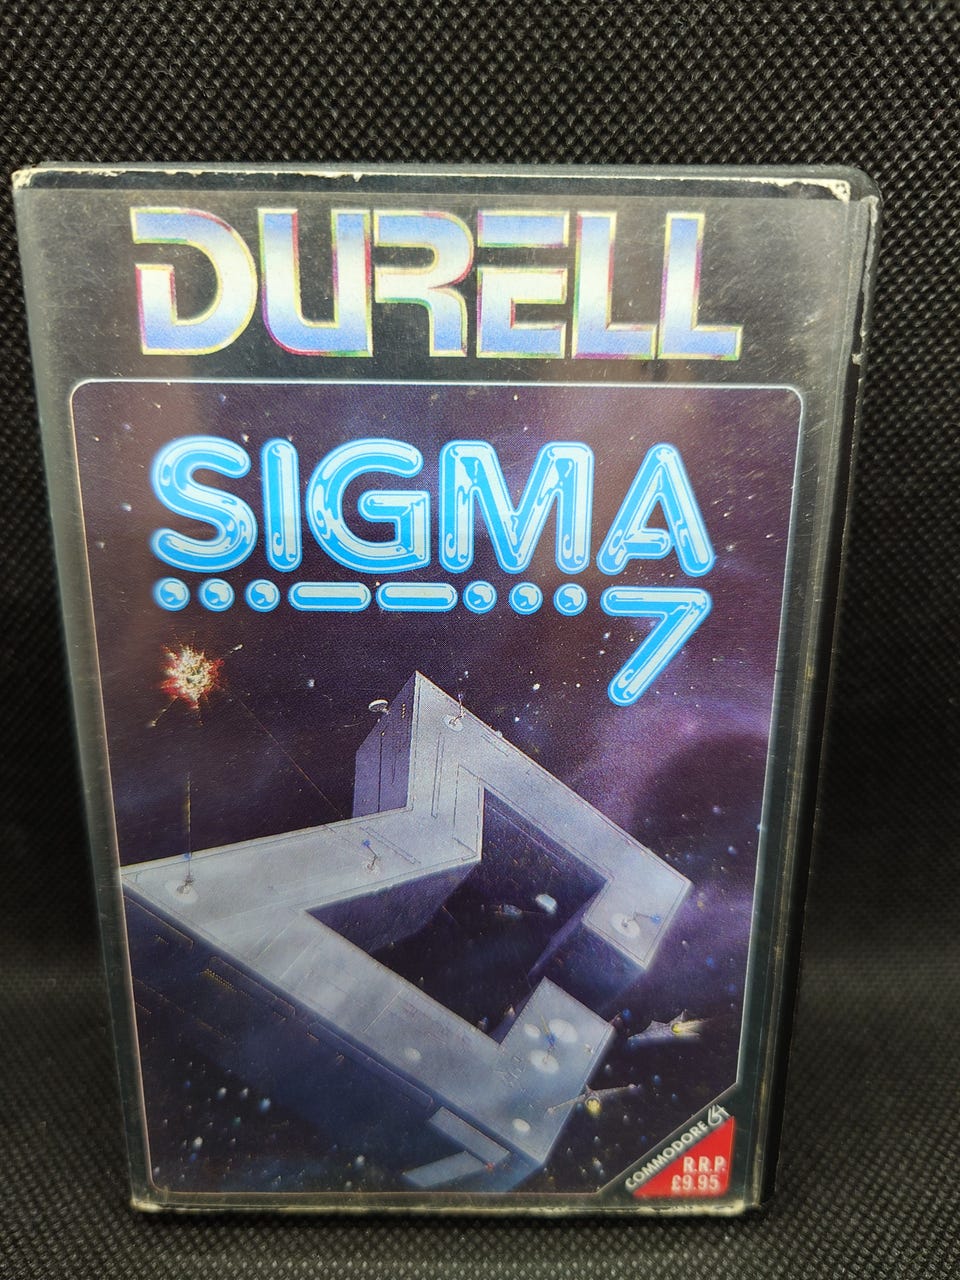 DURELL
SIGMA
7
COMMODORE 64
R.R.P.
£9.95